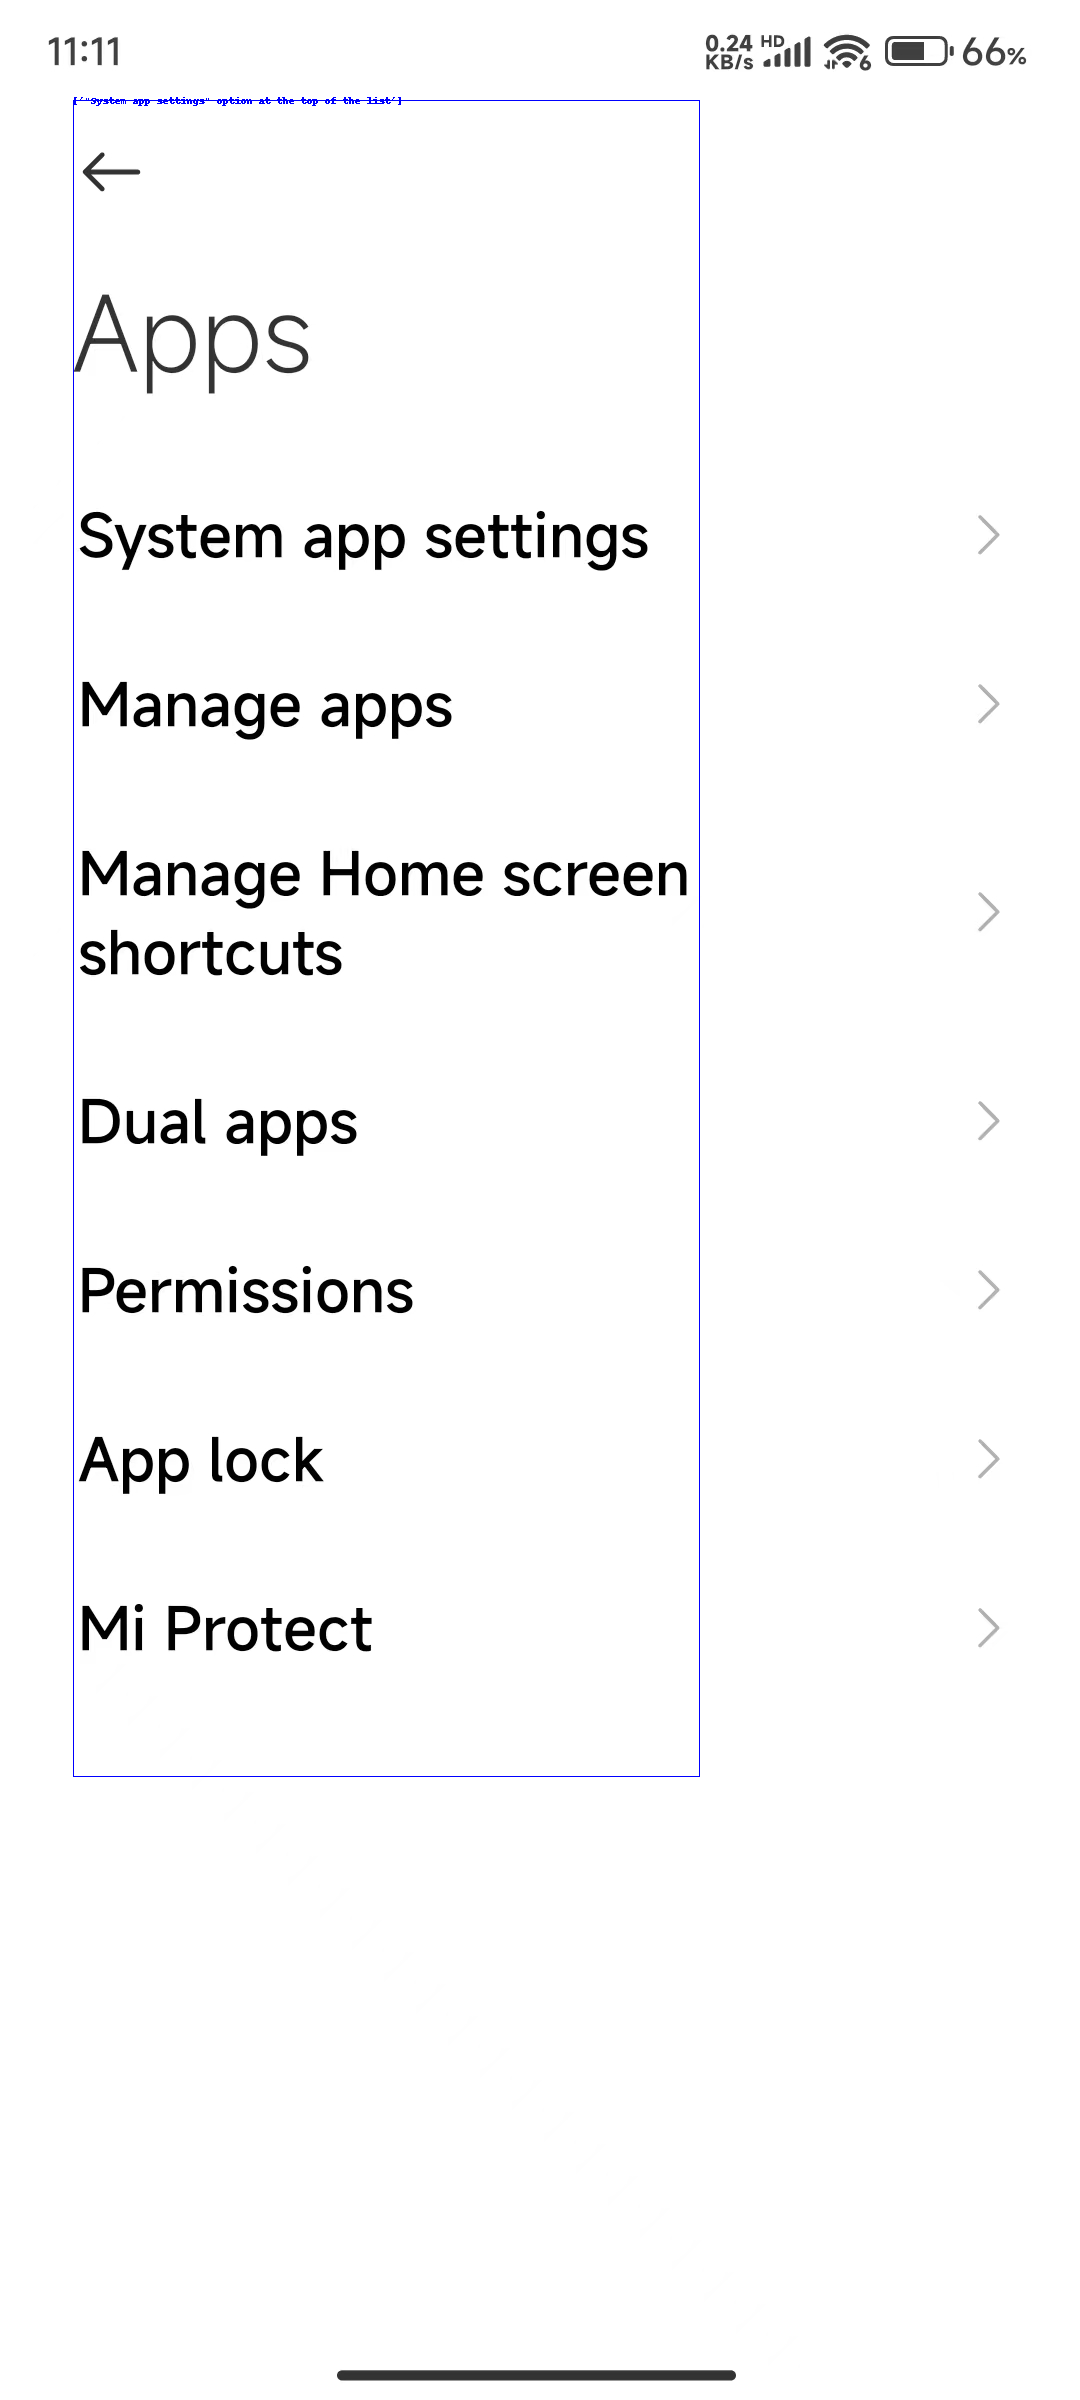 11:11
0.24 KB/s HD 6 66%
['"System app settings" option at the top of the list']
Apps
System app settings
Manage apps
Manage Home screen
shortcuts
Dual apps
Permissions
App lock
Mi Protect